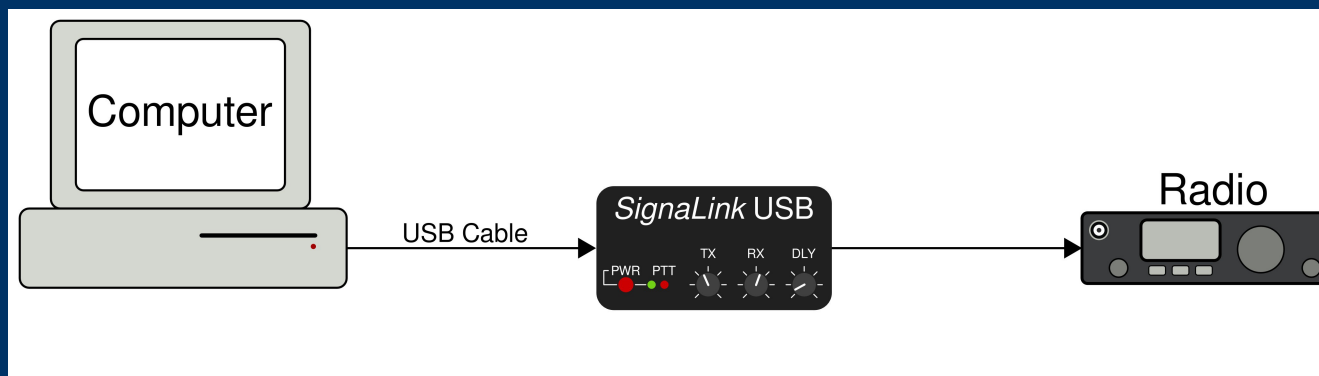 Computer
USB Cable
SignaLink USB
TX RX DLY
PWR PTT
Radio